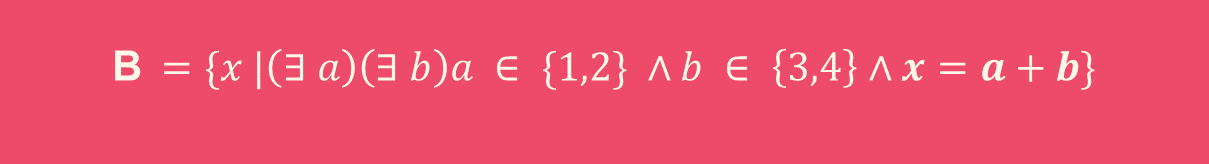 B = {x |(∃ a)(∃ b)a ∈ {1,2} ∧ b ∈ {3,4} ∧ x = a + b}